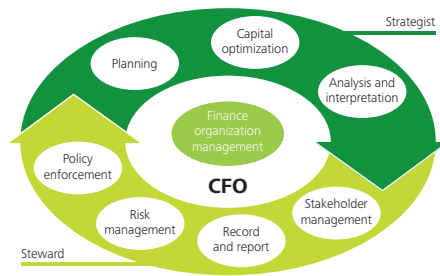 Strategist
Capital
optimization
Planning
Analysis and
interpretation
Finance
organization
management
CFO
Policy
enforcement
Stakeholder
management
Risk
management
Record
and report
Steward